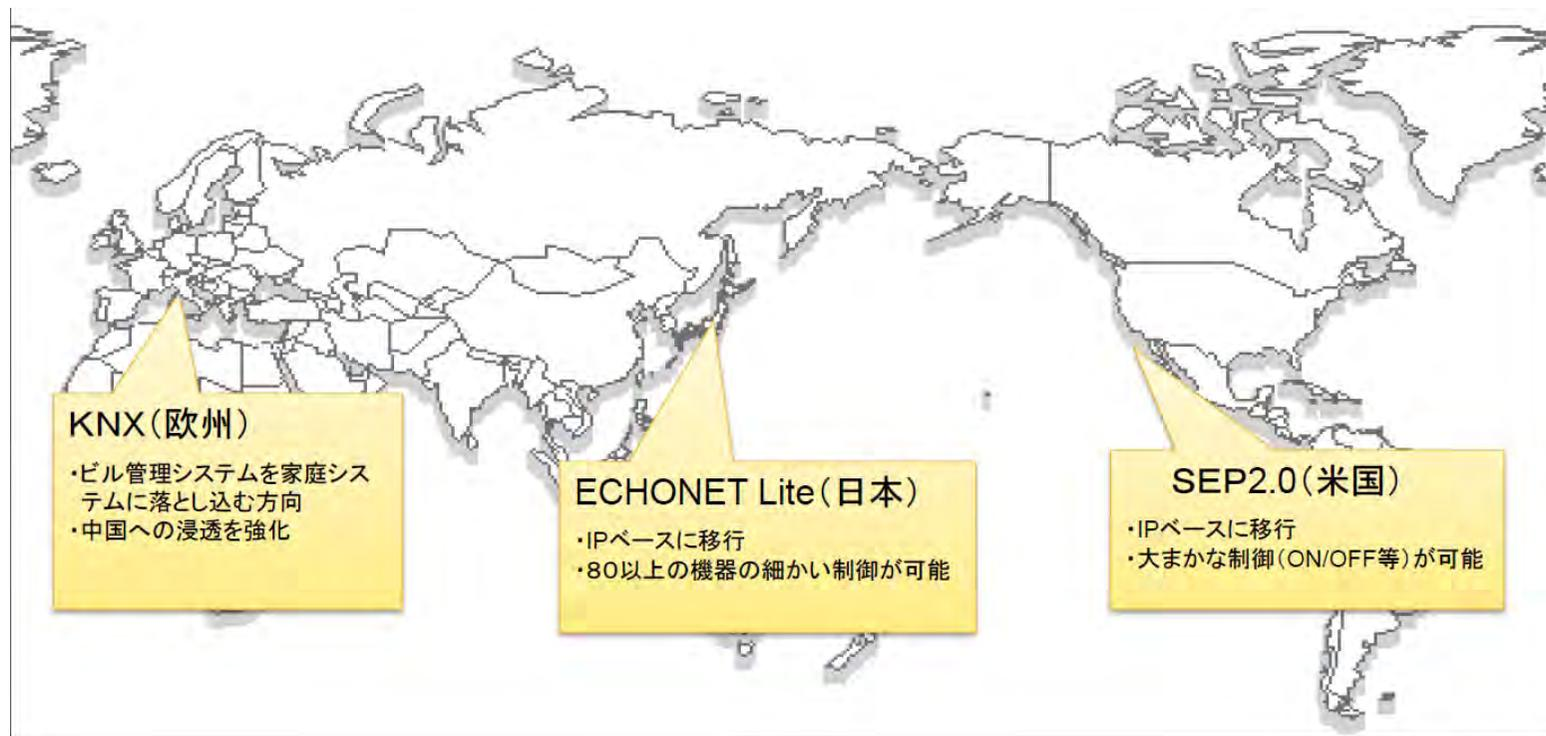 KNX（欧州）
・ビル管理システムを家庭シス
テムに落とし込む方向
・中国への浸透を強化
ECHONET Lite（日本）
・IPベースに移行
・８０以上の機器の細かい制御が可能
SEP2.0（米国）
・IPベースに移行
・大まかな制御（ON/OFF等）が可能